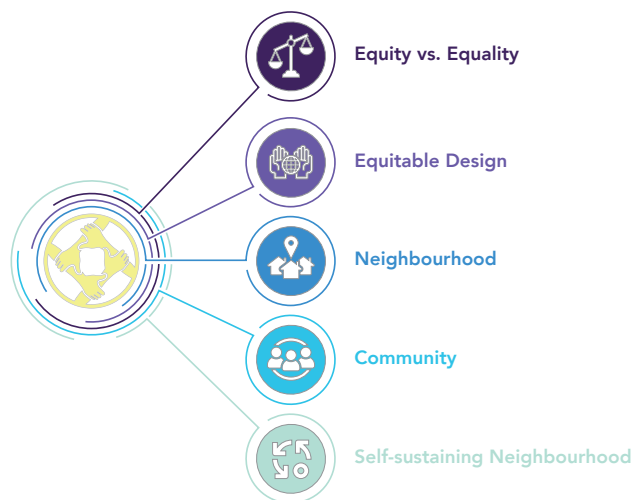 Equity vs. Equality
Equitable Design
Neighbourhood
Community
Self-sustaining Neighbourhood